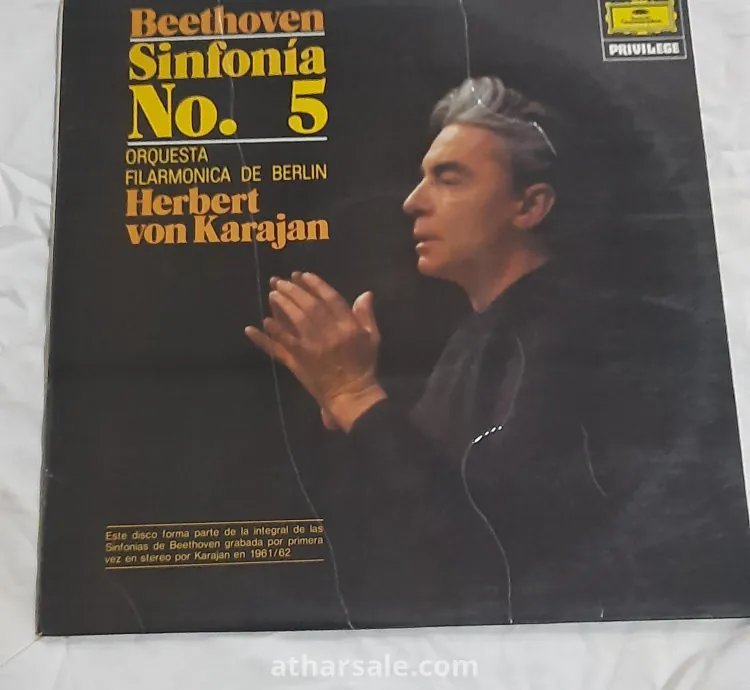 Beethoven
Sinfonía
No. 5
ORQUESTA
FILARMONICA DE BERLIN
Herbert
von Karajan
PRIVILEGE
Este disco forma parte de la integral de las
Sinfonias de Beethoven grabada por primera
vez en stereo por Karajan en 1961/62
atharsale.com